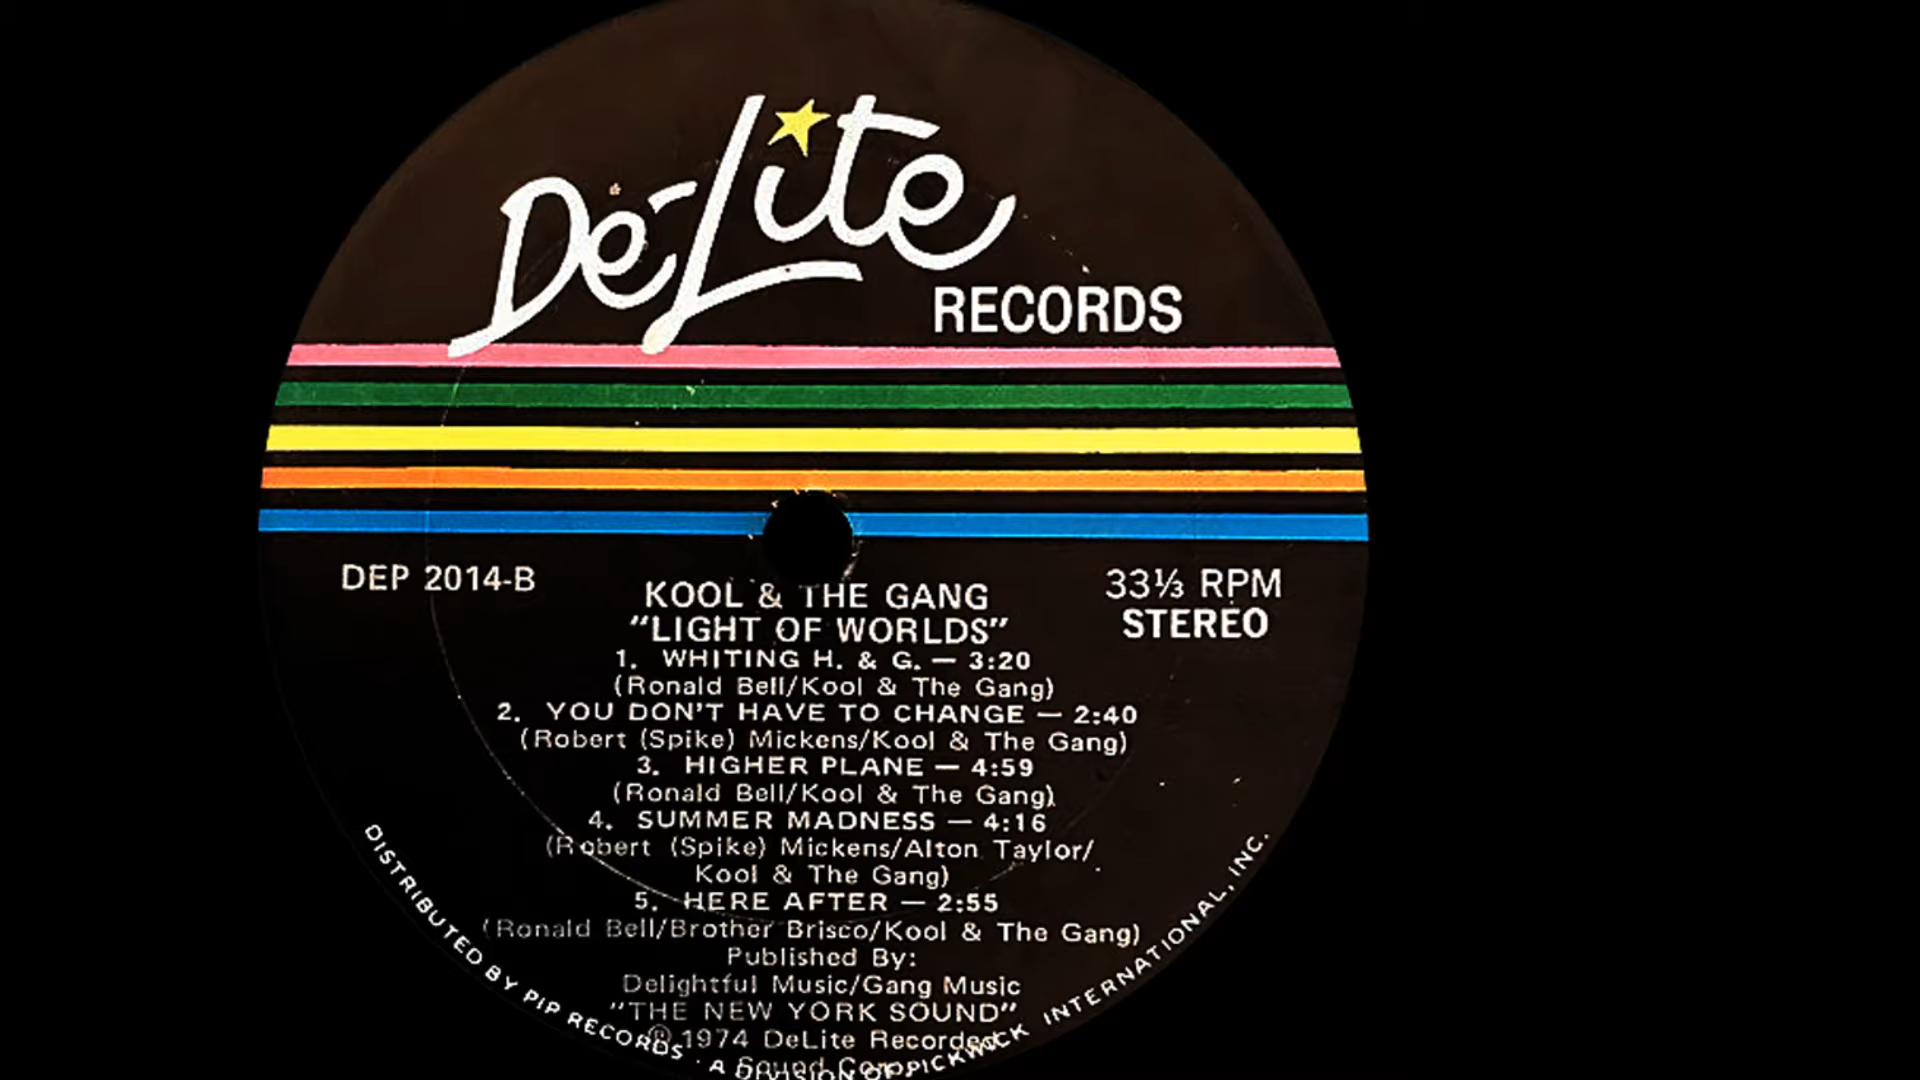 De-Lite
RECORDS
DEP 2014-B
33⅓ RPM
STEREO
KOOL & THE GANG
"LIGHT OF WORLDS"
1. WHITING H. & G. — 3:20
(Ronald Bell/Kool & The Gang)
2. YOU DON'T HAVE TO CHANGE — 2:40
(Robert (Spike) Mickens/Kool & The Gang)
3. HIGHER PLANE — 4:59
(Ronald Bell/Kool & The Gang)
4. SUMMER MADNESS — 4:16
(Robert (Spike) Mickens/Alton Taylor/
Kool & The Gang)
5. HERE AFTER — 2:55
(Ronald Bell/Brother Brisco/Kool & The Gang)
Published By:
Delightful Music/Gang Music
"THE NEW YORK SOUND"
Ⓟ 1974 DeLite Recorded
Sound Corp.
DISTRIBUTED BY PIP RECORDS · A DIVISION OF PICKWICK INTERNATIONAL, INC.